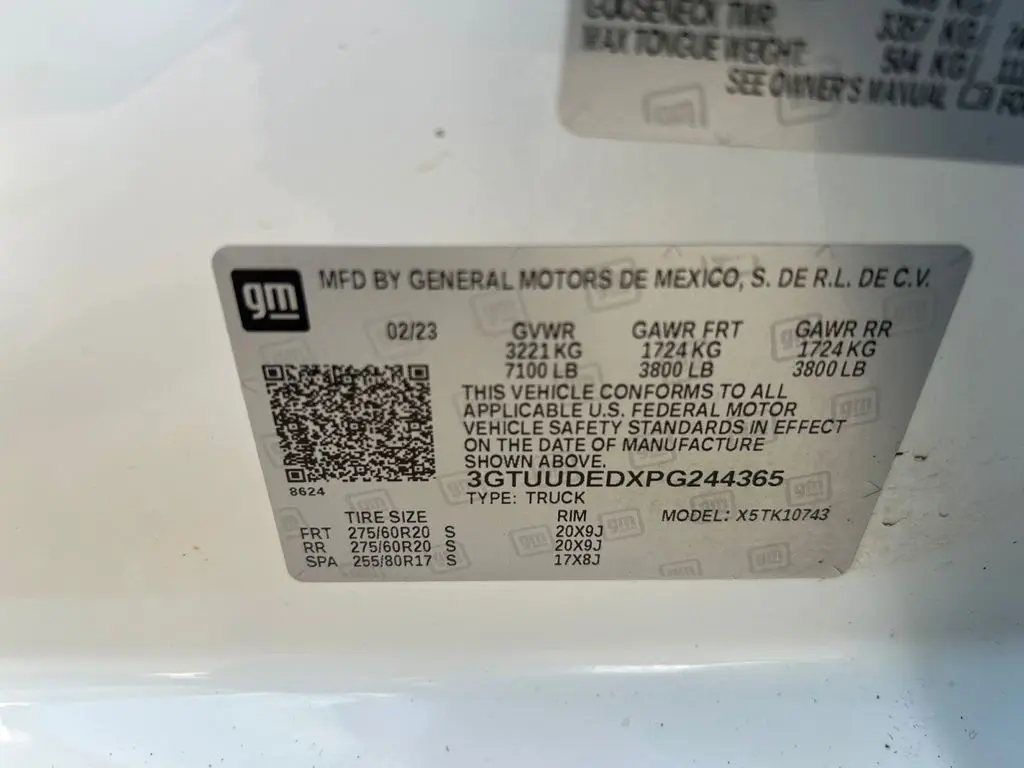 GOOSENECK TWR
3357 KG/
MAX TONGUE WEIGHT:
504 KG/
SEE OWNER'S MANUAL
gm
MFD BY GENERAL MOTORS DE MEXICO, S. DE R.L. DE C.V.
02/23 GVWR GAWR FRT GAWR RR
3221 KG 1724 KG 1724 KG
7100 LB 3800 LB 3800 LB
THIS VEHICLE CONFORMS TO ALL
APPLICABLE U.S. FEDERAL MOTOR
VEHICLE SAFETY STANDARDS IN EFFECT
ON THE DATE OF MANUFACTURE
SHOWN ABOVE.
3GTUUDEDXPG244365
8624
TYPE: TRUCK
TIRE SIZE RIM MODEL: X5TK10743
FRT 275/60R20 S 20X9J
RR 275/60R20 S 20X9J
SPA 255/80R17 S 17X8J